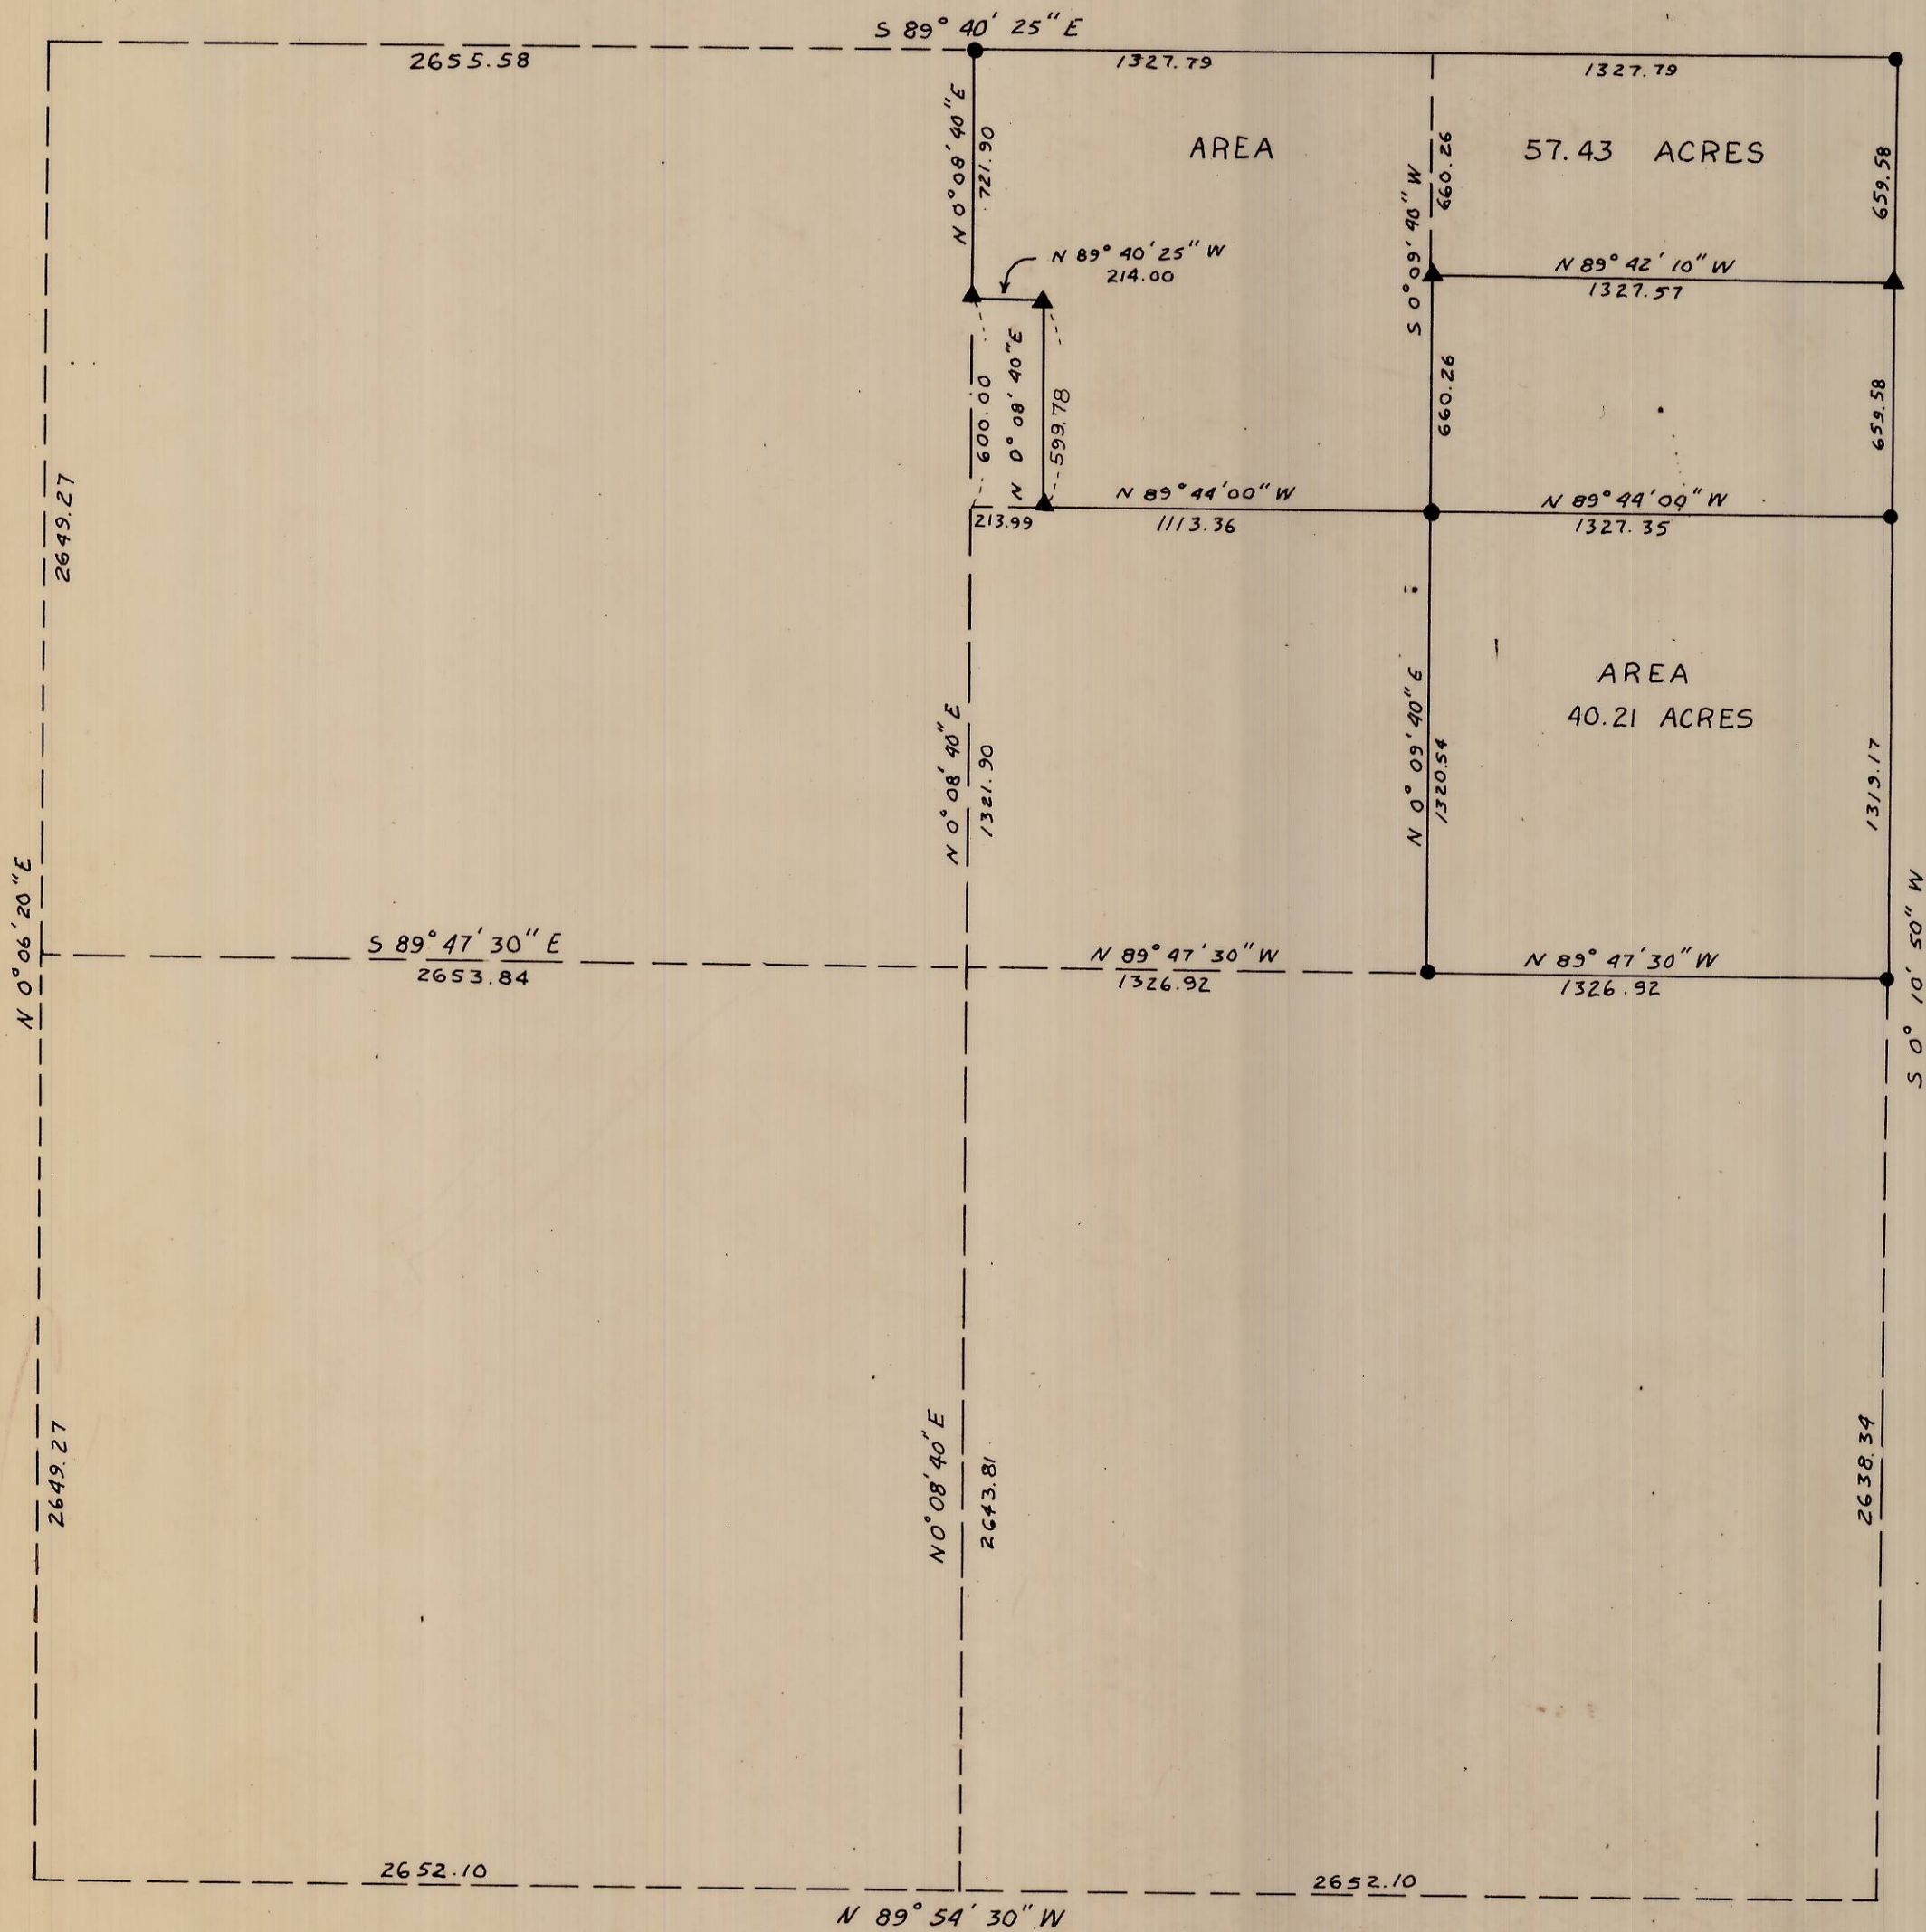 S 89° 40' 25" E
2655.58
1327.79
1327.79
N 0° 08' 40" E
721.90
AREA
57.43 ACRES
S 0° 09' 40" W
660.26
659.58
N 89° 40' 25" W
214.00
N 89° 42' 10" W
1327.57
600.00
N 0° 08' 40" E
599.78
660.26
659.58
2649.27
N 89° 44' 00" W
213.99
1113.36
N 89° 44' 00" W
1327.35
AREA
40.21 ACRES
N 0° 08' 40" E
1321.90
N 0° 09' 40" E
1320.54
1319.17
N 0° 06' 20" E
S 89° 47' 30" E
2653.84
N 89° 47' 30" W
1326.92
N 89° 47' 30" W
1326.92
S 0° 10' 50" W
2649.27
N 0° 08' 40" E
2643.81
2638.34
2652.10
2652.10
N 89° 54' 30" W